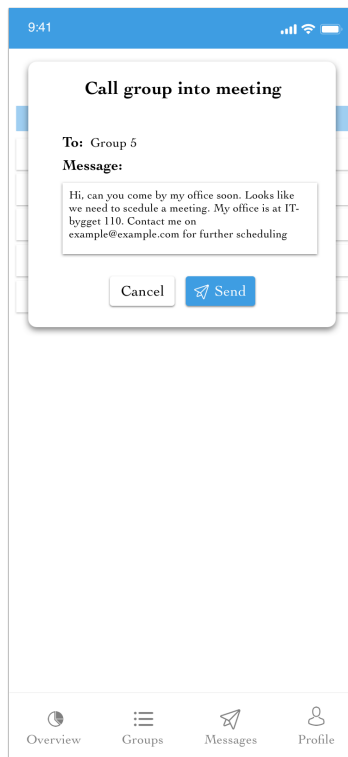 9:41
Call group into meeting
To: Group 5
Message:
Hi, can you come by my office soon. Looks like
we need to scedule a meeting. My office is at IT-
bygget 110. Contact me on
example@example.com for further scheduling
Cancel
Send
Overview
Groups
Messages
Profile